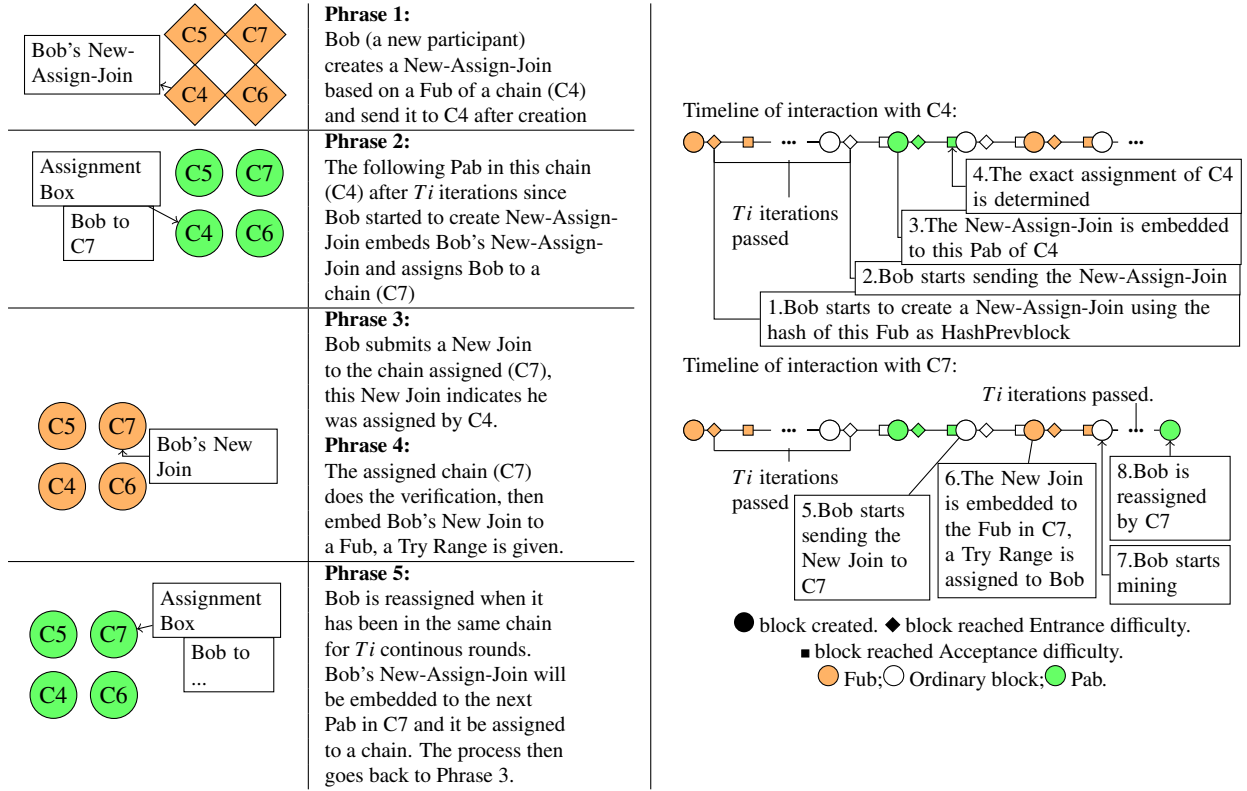 C5
C7
C4
C6
Bob's New-
Assign-Join
Phrase 1:
Bob (a new participant)
creates a New-Assign-Join
based on a Fub of a chain (C4)
and send it to C4 after creation
Assignment
Box
Bob to
C7
C5
C7
C4
C6
Phrase 2:
The following Pab in this chain
(C4) after Ti iterations since
Bob started to create New-Assign-
Join embeds Bob's New-Assign-
Join and assigns Bob to a
chain (C7)
C5
C7
C4
C6
Bob's New
Join
Phrase 3:
Bob submits a New Join
to the chain assigned (C7),
this New Join indicates he
was assigned by C4.
Phrase 4:
The assigned chain (C7)
does the verification, then
embed Bob's New Join to
a Fub, a Try Range is given.
C5
C7
C4
C6
Assignment
Box
Bob to
...
Phrase 5:
Bob is reassigned when it
has been in the same chain
for Ti continous rounds.
Bob's New-Assign-Join will
be embedded to the next
Pab in C7 and it be assigned
to a chain. The process then
goes back to Phrase 3.
Timeline of interaction with C4:
...
...
Ti iterations
passed
4.The exact assignment of C4
is determined
3.The New-Assign-Join is embedded
to this Pab of C4
2.Bob starts sending the New-Assign-Join
1.Bob starts to create a New-Assign-Join using the
hash of this Fub as HashPrevblock
Timeline of interaction with C7:
Ti iterations passed.
...
...
Ti iterations
passed
5.Bob starts
sending the
New Join to
C7
6.The New Join
is embedded to
the Fub in C7,
a Try Range is
assigned to Bob
8.Bob is
reassigned
by C7
7.Bob starts
mining
block created. block reached Entrance difficulty.
block reached Acceptance difficulty.
Fub; Ordinary block; Pab.